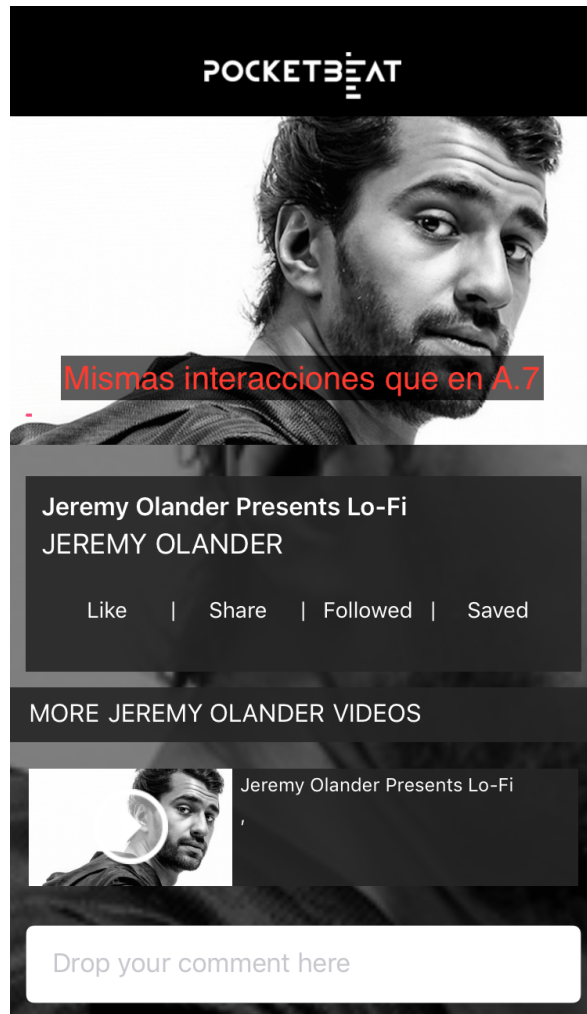 POCKETBEAT
Mismas interacciones que en A.7
Jeremy Olander Presents Lo-Fi
JEREMY OLANDER
Like | Share | Followed | Saved
MORE JEREMY OLANDER VIDEOS
Jeremy Olander Presents Lo-Fi
,
Drop your comment here